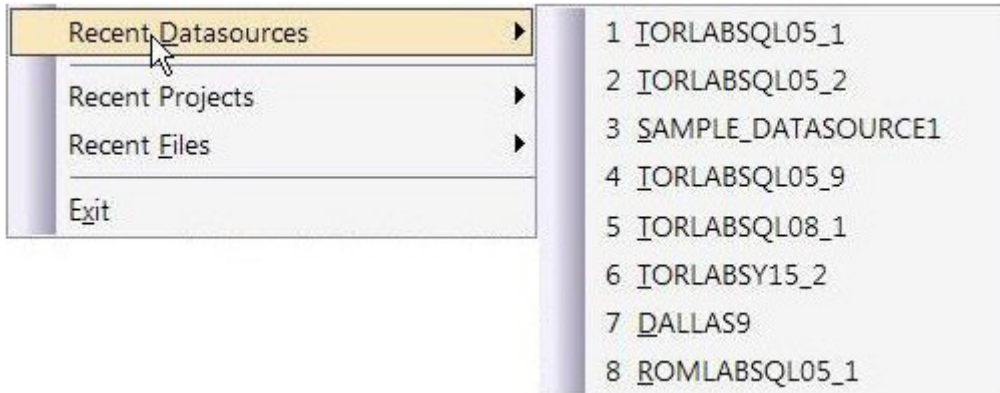 Recent Datasources
Recent Projects
Recent Files
Exit
1 TORLABSQL05_1
2 TORLABSQL05_2
3 SAMPLE_DATASOURCE1
4 TORLABSQL05_9
5 TORLABSQL08_1
6 TORLABSY15_2
7 DALLAS9
8 ROMLABSQL05_1